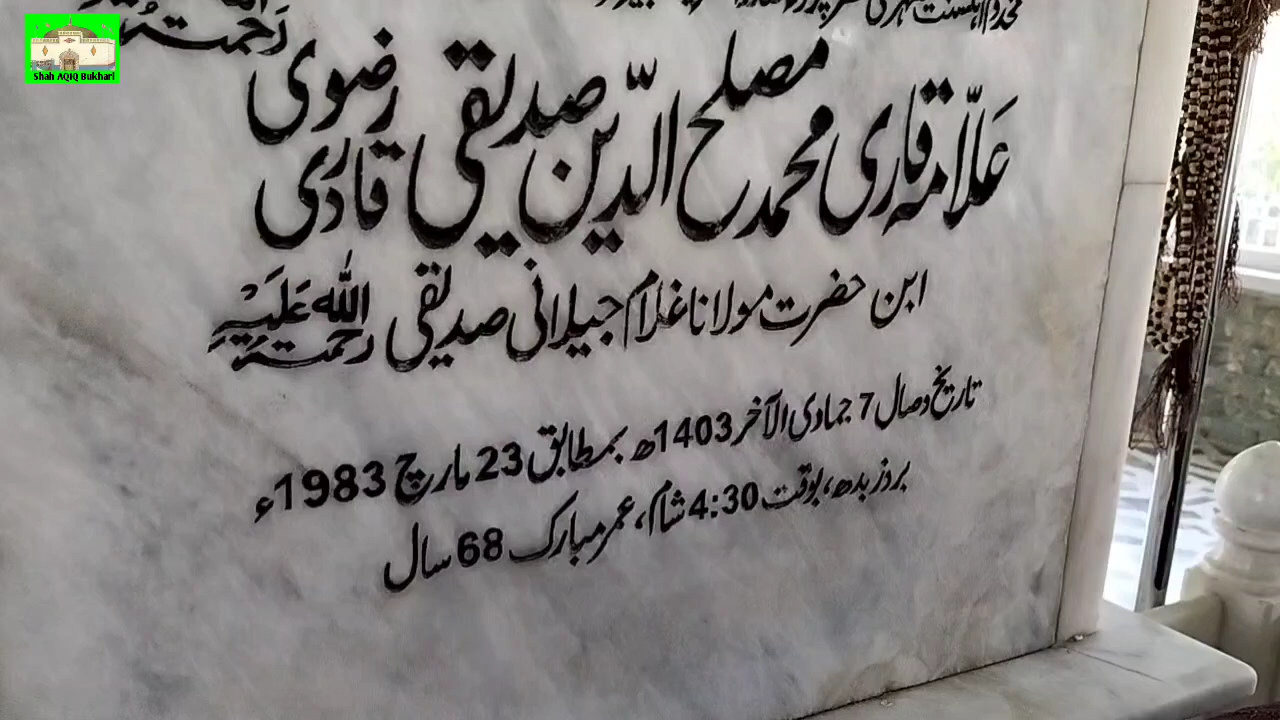 Shah AQIQ Bukhari
علامہ قاری محمد مصلح الدین صدیقی قادری رضوی
ابن حضرت مولانا غلام جیلانی صدیقی رحمۃ اللہ علیہ
تاریخ وصال 7 جمادی الآخر 1403ھ بمطابق 23 مارچ 1983ء
بروز بدھ، بوقت 4:30 شام، عمر مبارک 68 سال